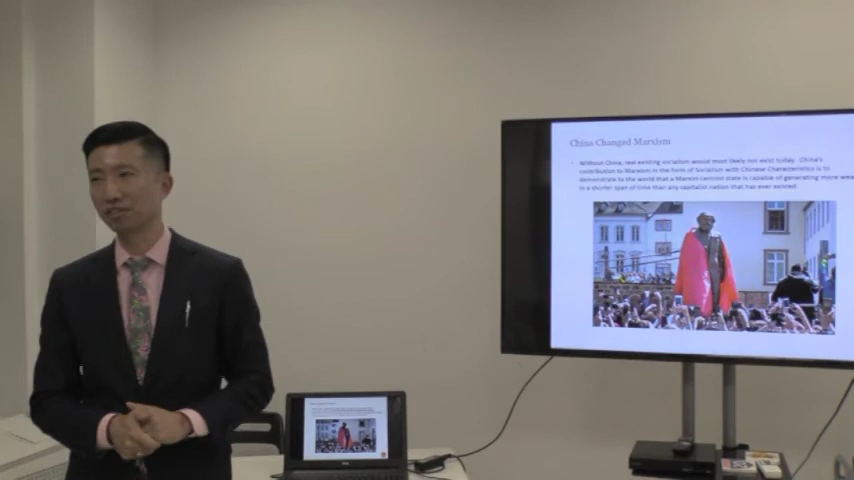 China Changed Marxism
• Without China, real existing socialism would most likely not exist today. China's
contribution to Marxism in the form of Socialism with Chinese Characteristics is to
demonstrate to the world that a Marxist-Leninist state is capable of generating more
in a shorter span of time than any capitalist nation that has ever existed.